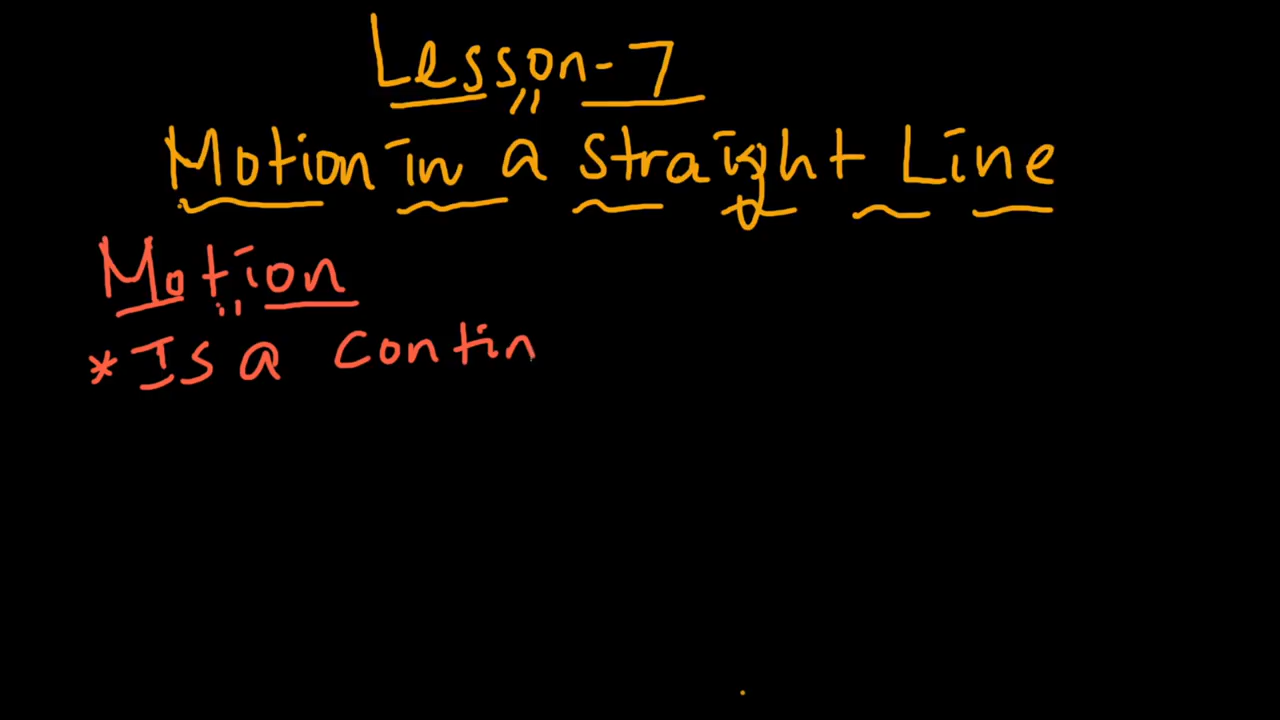 Lesson-7
Motion in a straight Line
Motion
* Is a contin